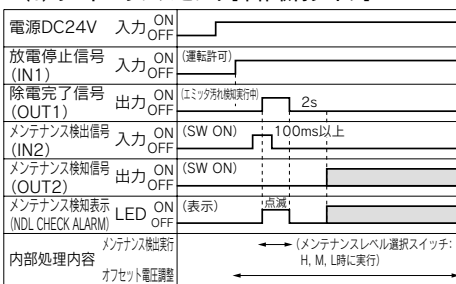 電源DC24V 入力 ON OFF
放電停止信号 (IN1) 入力 ON OFF (運転許可)
除電完了信号 (OUT1) 出力 ON OFF (エミッタ汚れ検知実行中) 2s
メンテナンス検出信号 (IN2) 入力 ON OFF (SW ON) 100ms以上
メンテナンス検知信号 (OUT2) 出力 ON OFF (SW ON)
メンテナンス検知表示 (NDL CHECK ALARM) LED ON OFF (表示) 点滅
内部処理内容 メンテナンス検出実行 (メンテナンスレベル選択スイッチ: H, M, L時に実行)
オフセット電圧調整